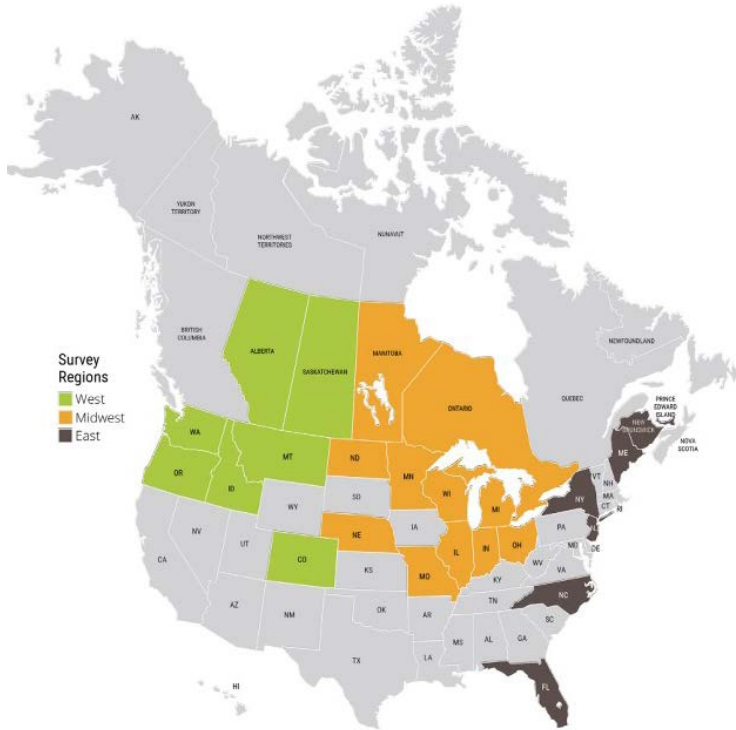 AK
YUKON
TERRITORY
NORTHWEST
TERRITORIES
NUNAVUT
BRITISH
COLUMBIA
ALBERTA
SASKATCHEWAN
MANITOBA
ONTARIO
QUEBEC
NEWFOUNDLAND
PRINCE
EDWARD
ISLAND
NEW
BRUNSWICK
NOVA
SCOTIA
Survey
Regions
West
Midwest
East
WA
OR
ID
MT
ND
MN
WI
MI
ME
VT
NH
MA
CT
RI
NY
WY
SD
IA
NE
IL
IN
OH
PA
NJ
MD
DE
NV
UT
CO
KS
MO
KY
WV
VA
CA
AZ
NM
OK
AR
TN
NC
SC
MS
AL
GA
TX
LA
FL
HI